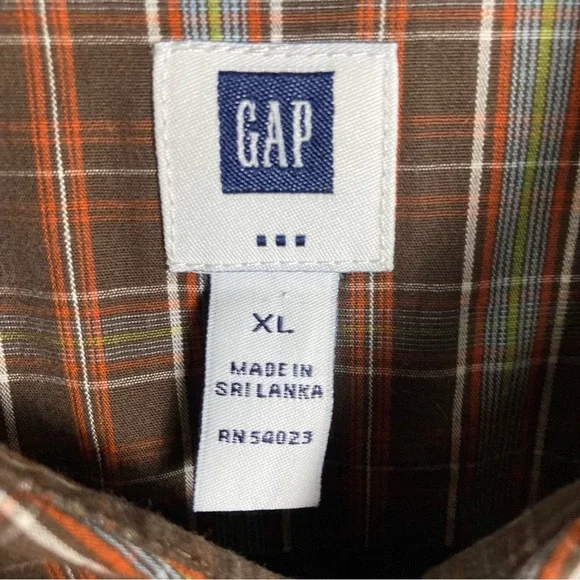 GAP
XL
MADE IN
SRI LANKA
RN 54023